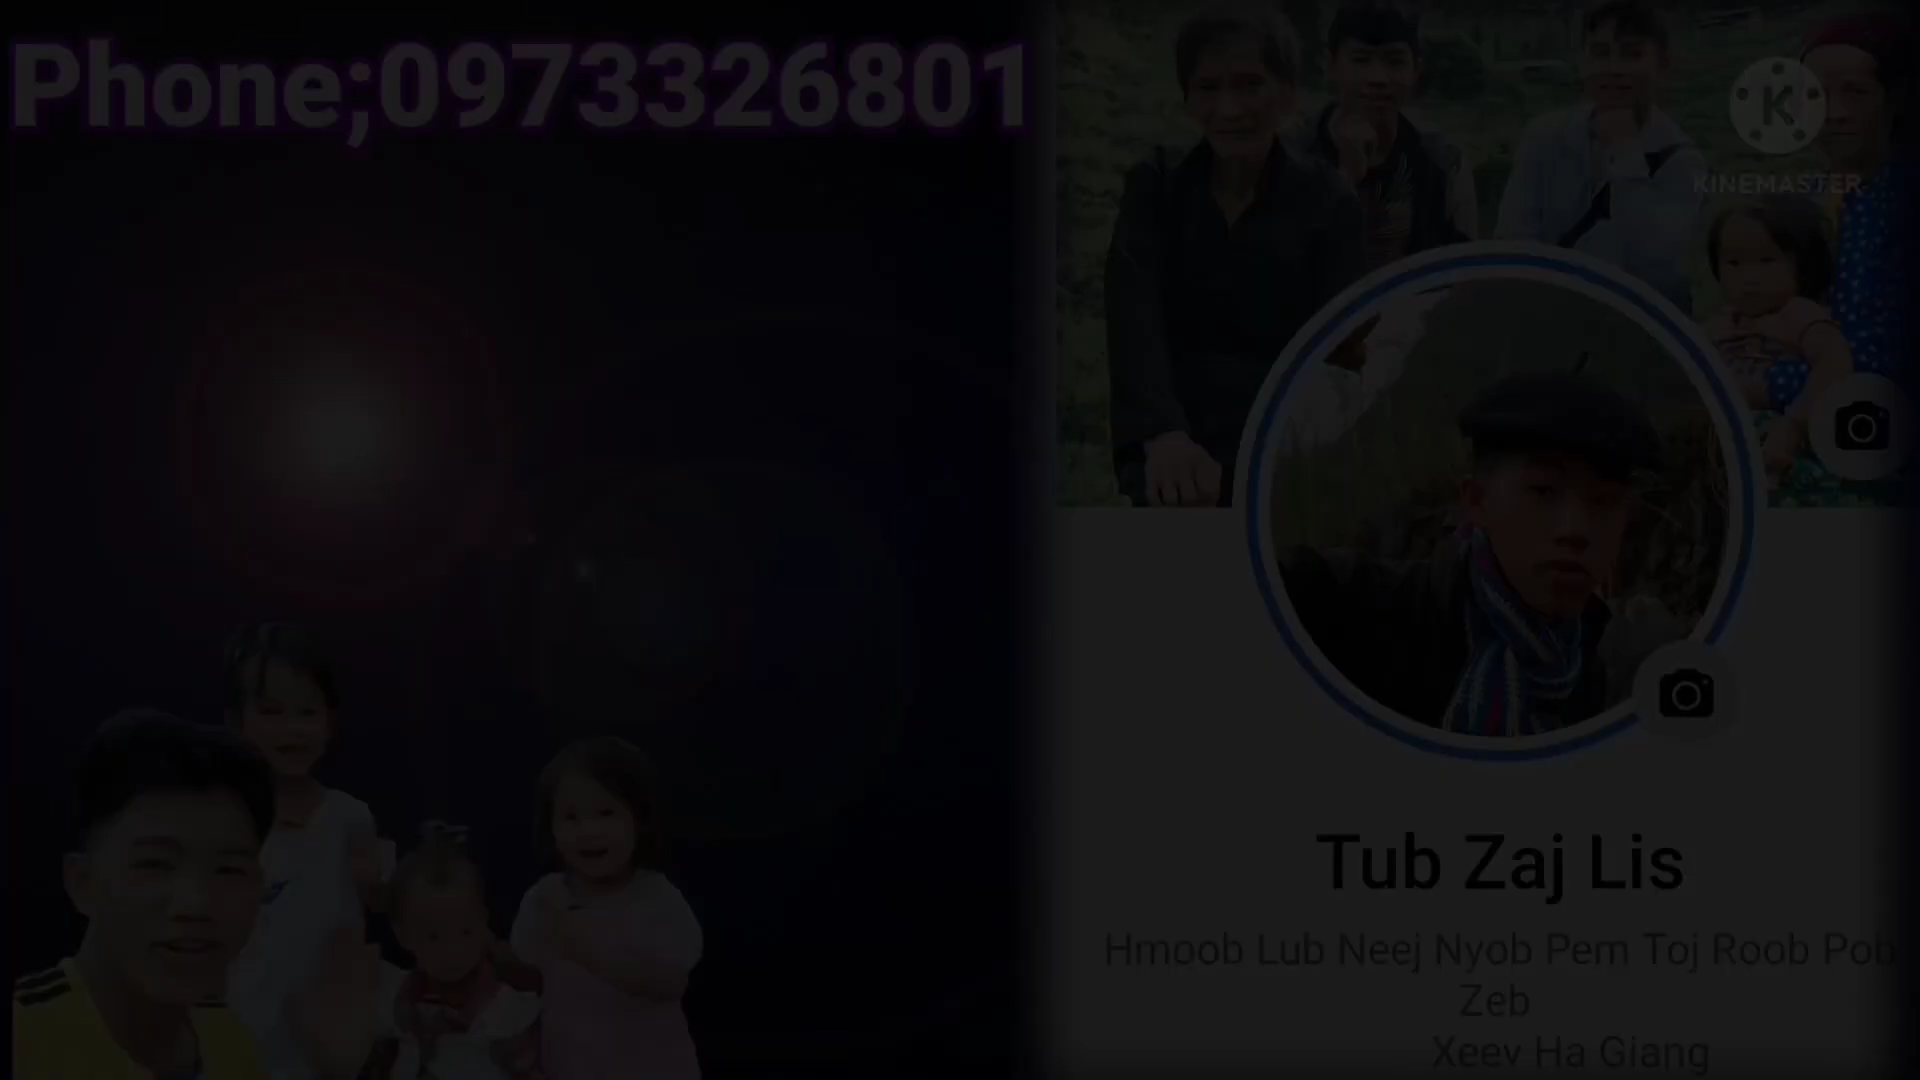 Phone;0973326801
K
KINEMASTER
Tub Zaj Lis
Hmoob Lub Neej Nyob Pem Toj Roob Pob
Zeb
Xeev Ha Giang